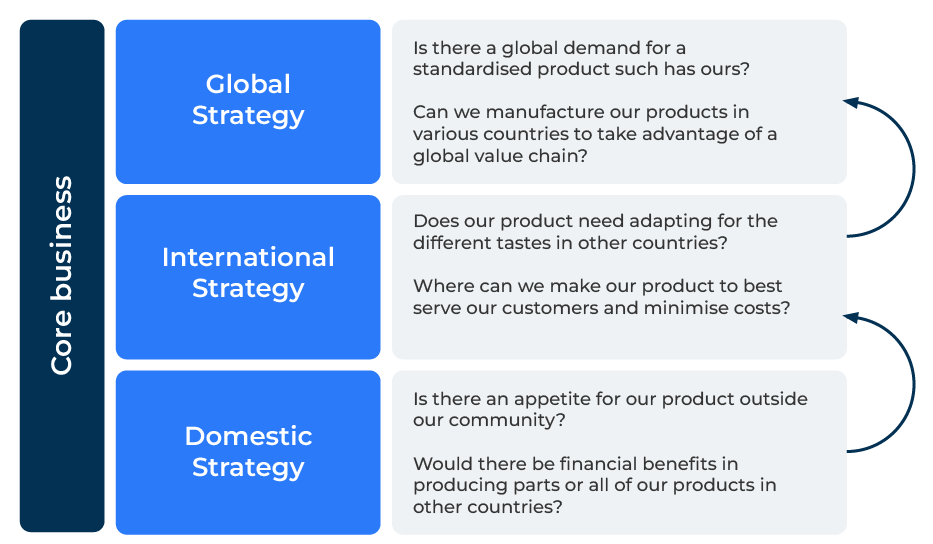 Core business
Global
Strategy
Is there a global demand for a
standardised product such has ours?
Can we manufacture our products in
various countries to take advantage of a
global value chain?
International
Strategy
Does our product need adapting for the
different tastes in other countries?
Where can we make our product to best
serve our customers and minimise costs?
Domestic
Strategy
Is there an appetite for our product outside
our community?
Would there be financial benefits in
producing parts or all of our products in
other countries?